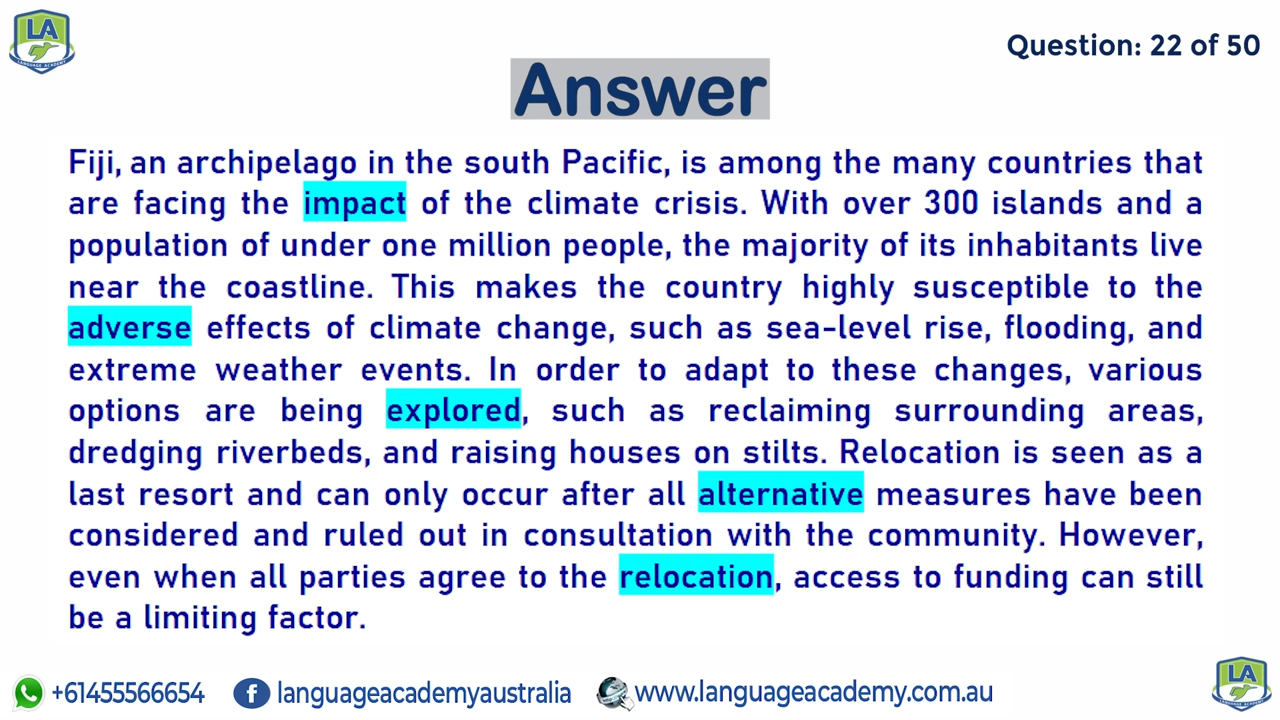 LA
LANGUAGE ACADEMY
Question: 22 of 50
Answer
Fiji, an archipelago in the south Pacific, is among the many countries that
are facing the impact of the climate crisis. With over 300 islands and a
population of under one million people, the majority of its inhabitants live
near the coastline. This makes the country highly susceptible to the
adverse effects of climate change, such as sea-level rise, flooding, and
extreme weather events. In order to adapt to these changes, various
options are being explored, such as reclaiming surrounding areas,
dredging riverbeds, and raising houses on stilts. Relocation is seen as a
last resort and can only occur after all alternative measures have been
considered and ruled out in consultation with the community. However,
even when all parties agree to the relocation, access to funding can still
be a limiting factor.
+61455566654 languageacademyaustralia www.languageacademy.com.au
LA
LANGUAGE ACADEMY